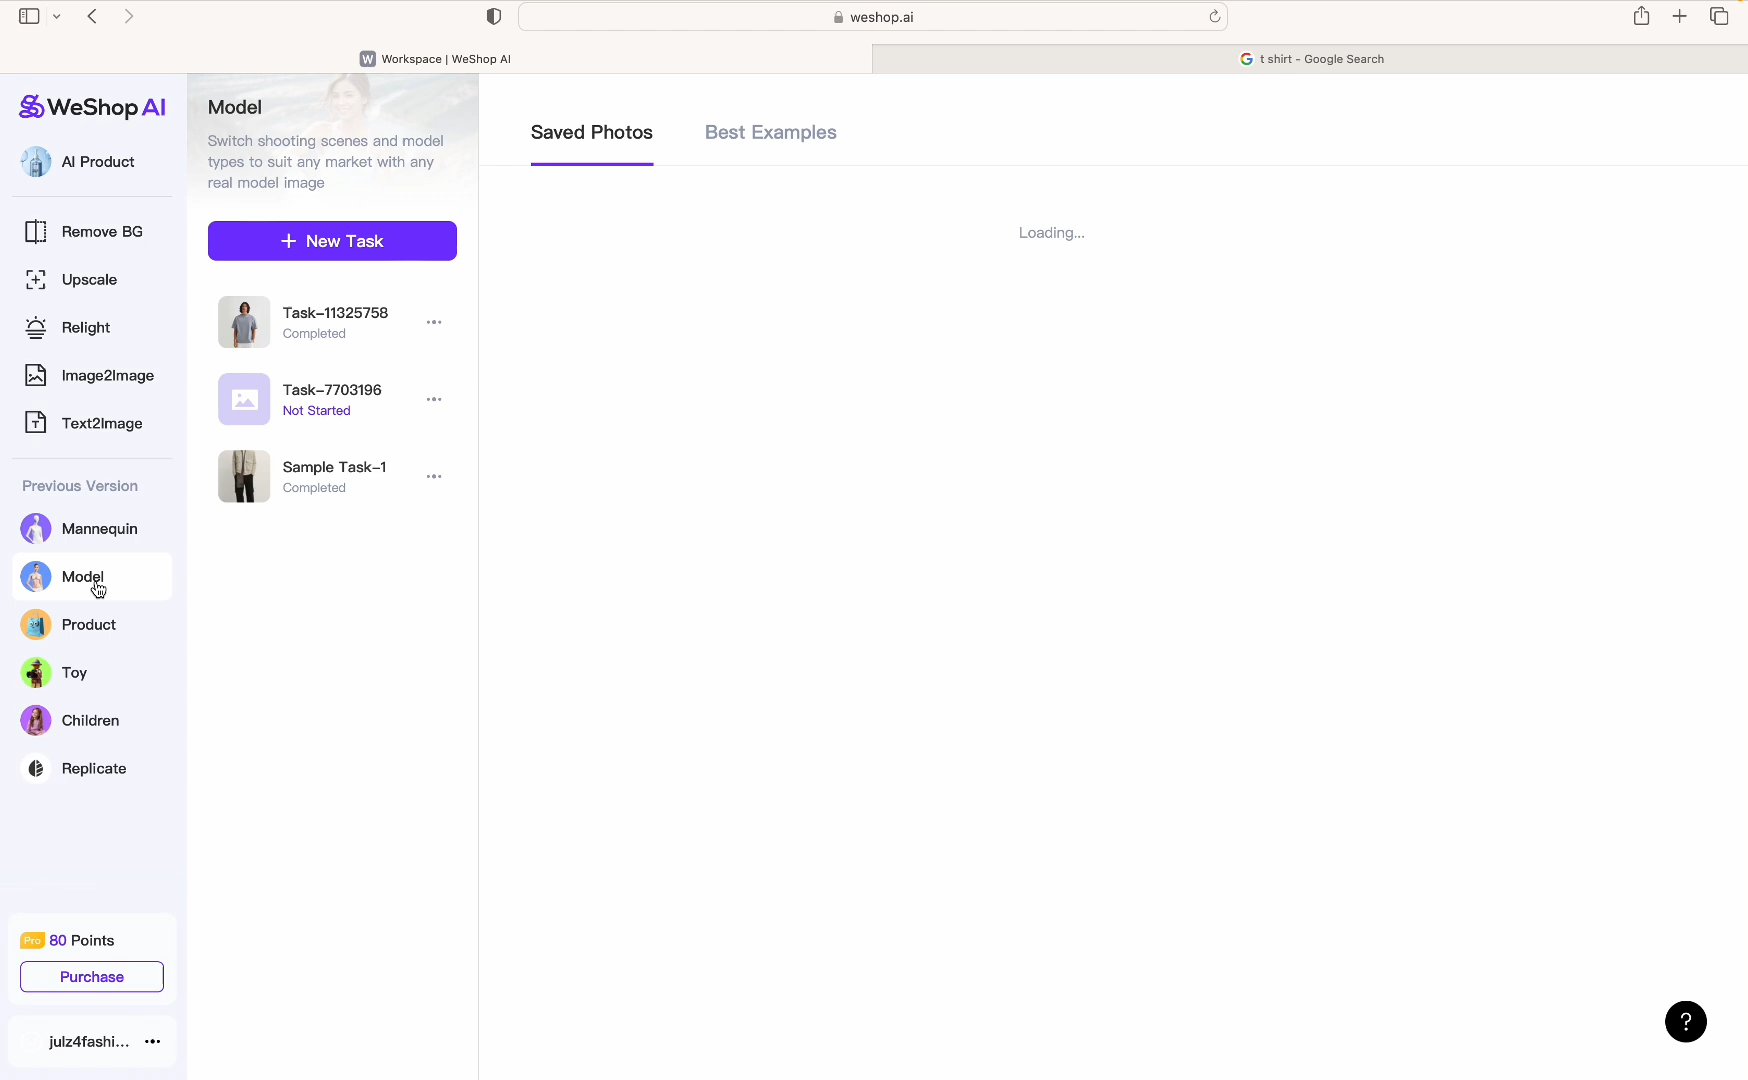 weshop.ai
W Workspace | WeShop AI
t shirt - Google Search
WeShop AI
AI Product
Remove BG
Upscale
Relight
Image2Image
Text2Image
Previous Version
Mannequin
Model
Product
Toy
Children
Replicate
Pro 80 Points
Purchase
julz4fashi... •••
Model
Switch shooting scenes and model
types to suit any market with any
real model image
+ New Task
Task-11325758
Completed
Task-7703196
Not Started
Sample Task-1
Completed
Saved Photos
Best Examples
Loading...
?